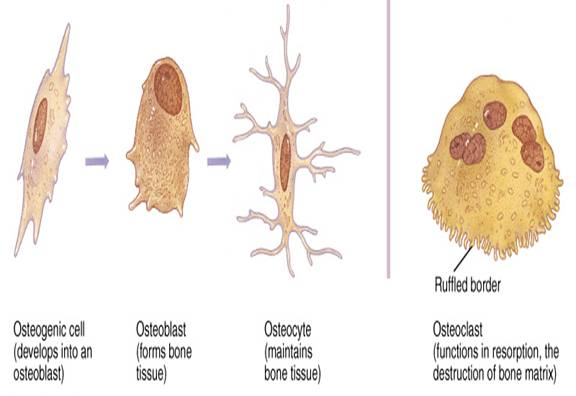 Ruffled border
Osteogenic cell
(develops into an
osteoblast)
Osteoblast
(forms bone
tissue)
Osteocyte
(maintains
bone tissue)
Osteoclast
(functions in resorption, the
destruction of bone matrix)